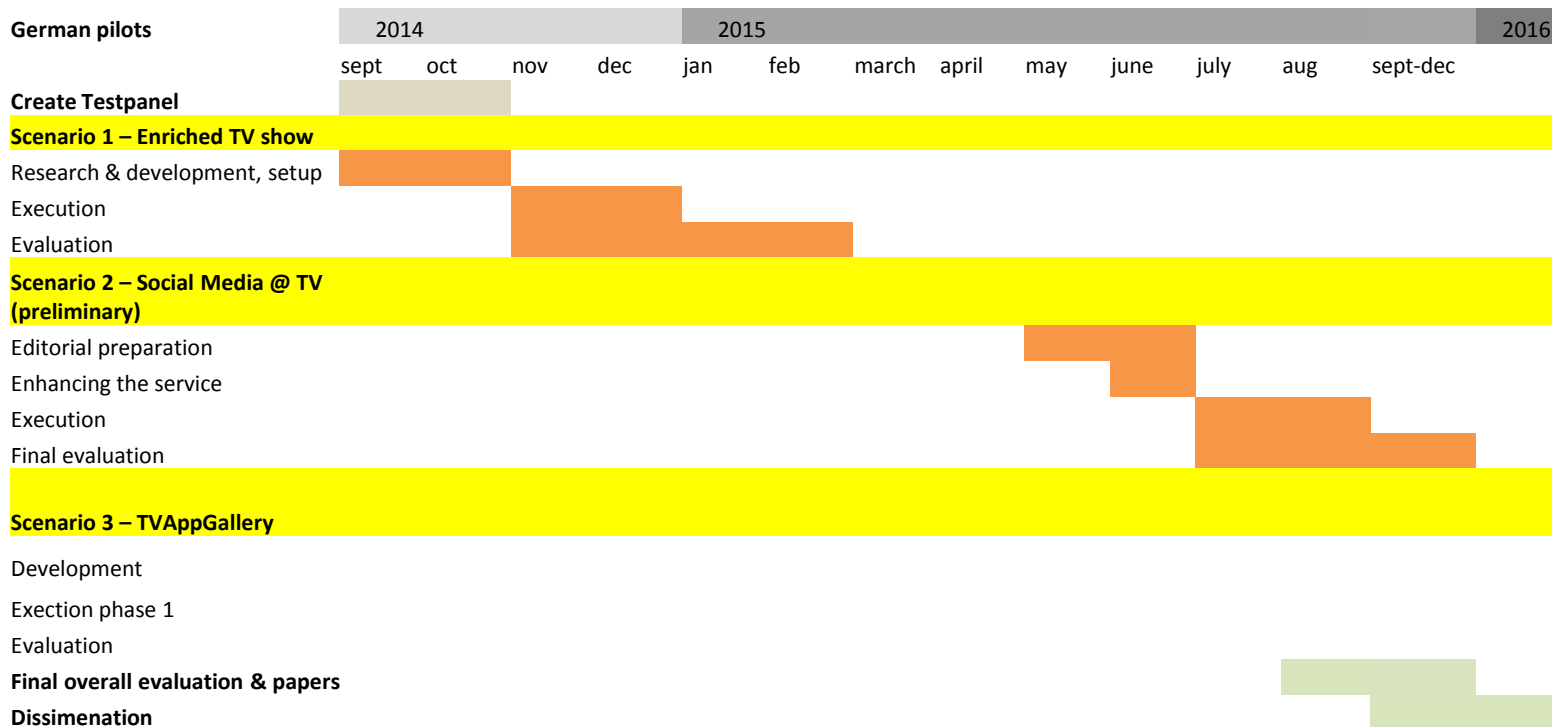 German pilots 2014 2015 2016
sept oct nov dec jan feb march april may june july aug sept-dec
Create Testpanel
Scenario 1 – Enriched TV show
Research & development, setup
Execution
Evaluation
Scenario 2 – Social Media @ TV
(preliminary)
Editorial preparation
Enhancing the service
Execution
Final evaluation
Scenario 3 – TVAppGallery
Development
Exection phase 1
Evaluation
Final overall evaluation & papers
Dissimenation